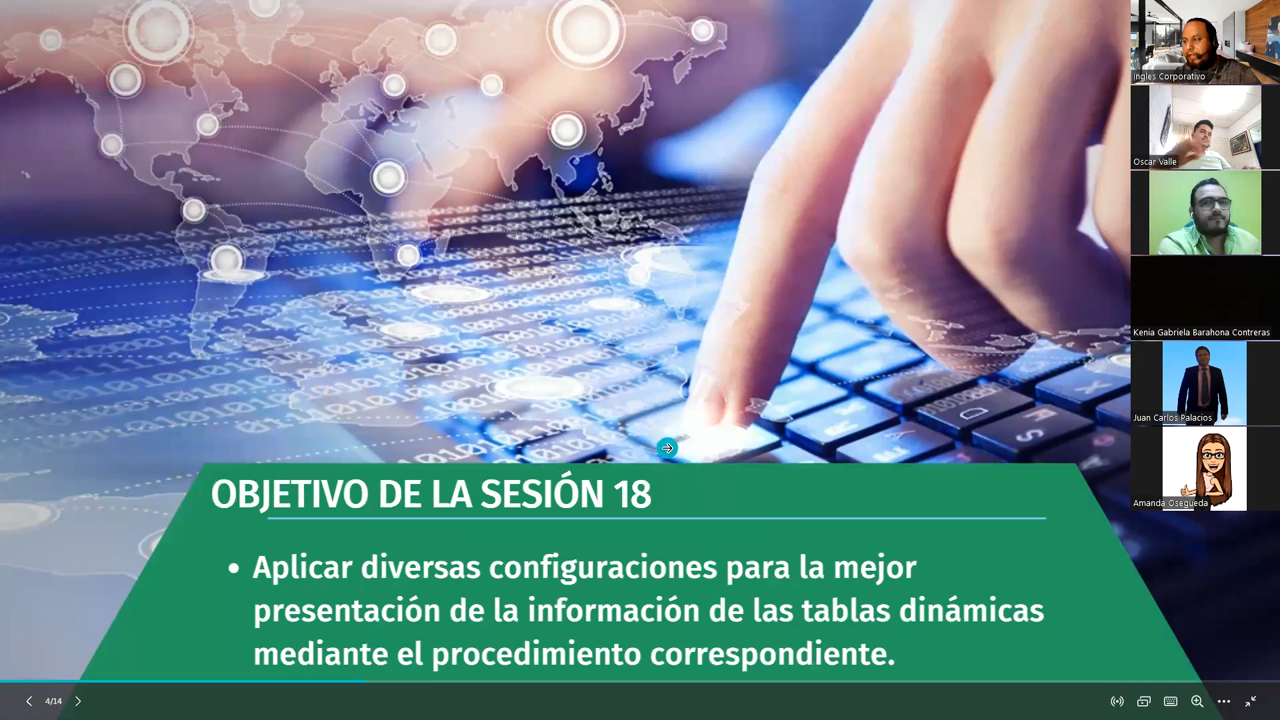 OBJETIVO DE LA SESIÓN 18
• Aplicar diversas configuraciones para la mejor
presentación de la información de las tablas dinámicas
mediante el procedimiento correspondiente.
Ingles Corporativo
Oscar Valle
Kenia Gabriela Barahona Contreras
Juan Carlos Palacios
Amanda Osegueda
4/14